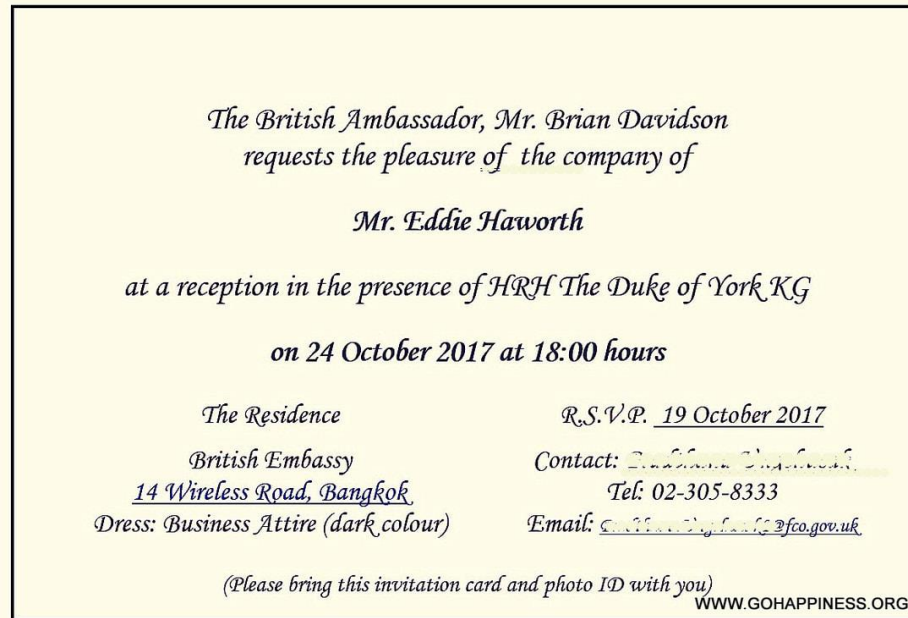 The British Ambassador, Mr. Brian Davidson
requests the pleasure of the company of
Mr. Eddie Haworth
at a reception in the presence of HRH The Duke of York KG
on 24 October 2017 at 18:00 hours
The Residence
British Embassy
14 Wireless Road, Bangkok
Dress: Business Attire (dark colour)
R.S.V.P. 19 October 2017
Contact:
Tel: 02-305-8333
Email: @fco.gov.uk
(Please bring this invitation card and photo ID with you)
WWW.GOHAPPINESS.ORG